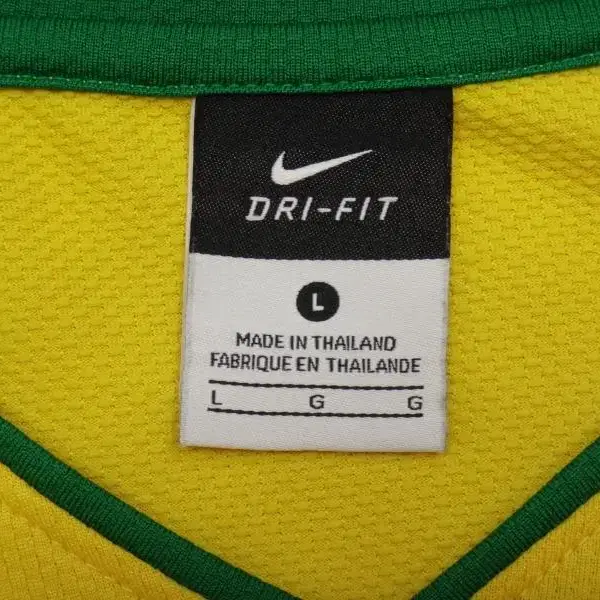 DRI-FIT
L
MADE IN THAILAND
FABRIQUE EN THAILANDE
L G G